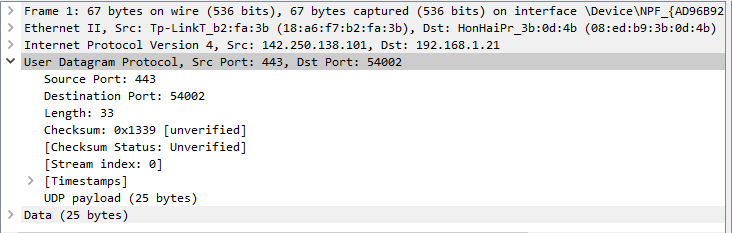 Frame 1: 67 bytes on wire (536 bits), 67 bytes captured (536 bits) on interface \Device\NPF_{AD96B92
Ethernet II, Src: Tp-LinkT_b2:fa:3b (18:a6:f7:b2:fa:3b), Dst: HonHaiPr_3b:0d:4b (08:ed:b9:3b:0d:4b)
Internet Protocol Version 4, Src: 142.250.138.101, Dst: 192.168.1.21
User Datagram Protocol, Src Port: 443, Dst Port: 54002
Source Port: 443
Destination Port: 54002
Length: 33
Checksum: 0x1339 [unverified]
[Checksum Status: Unverified]
[Stream index: 0]
[Timestamps]
UDP payload (25 bytes)
Data (25 bytes)